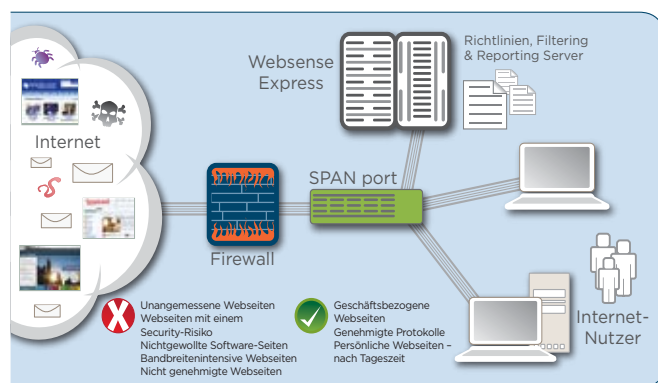 Websense
Express
Richtlinien, Filtering
& Reporting Server
Internet
SPAN port
Firewall
Unangemessene Webseiten
Webseiten mit einem
Security-Risiko
Nichtgewollte Software-Seiten
Bandbreitenintensive Webseiten
Nicht genehmigte Webseiten
Geschäftsbezogene
Webseiten
Genehmigte Protokolle
Persönliche Webseiten –
nach Tageszeit
Internet-
Nutzer